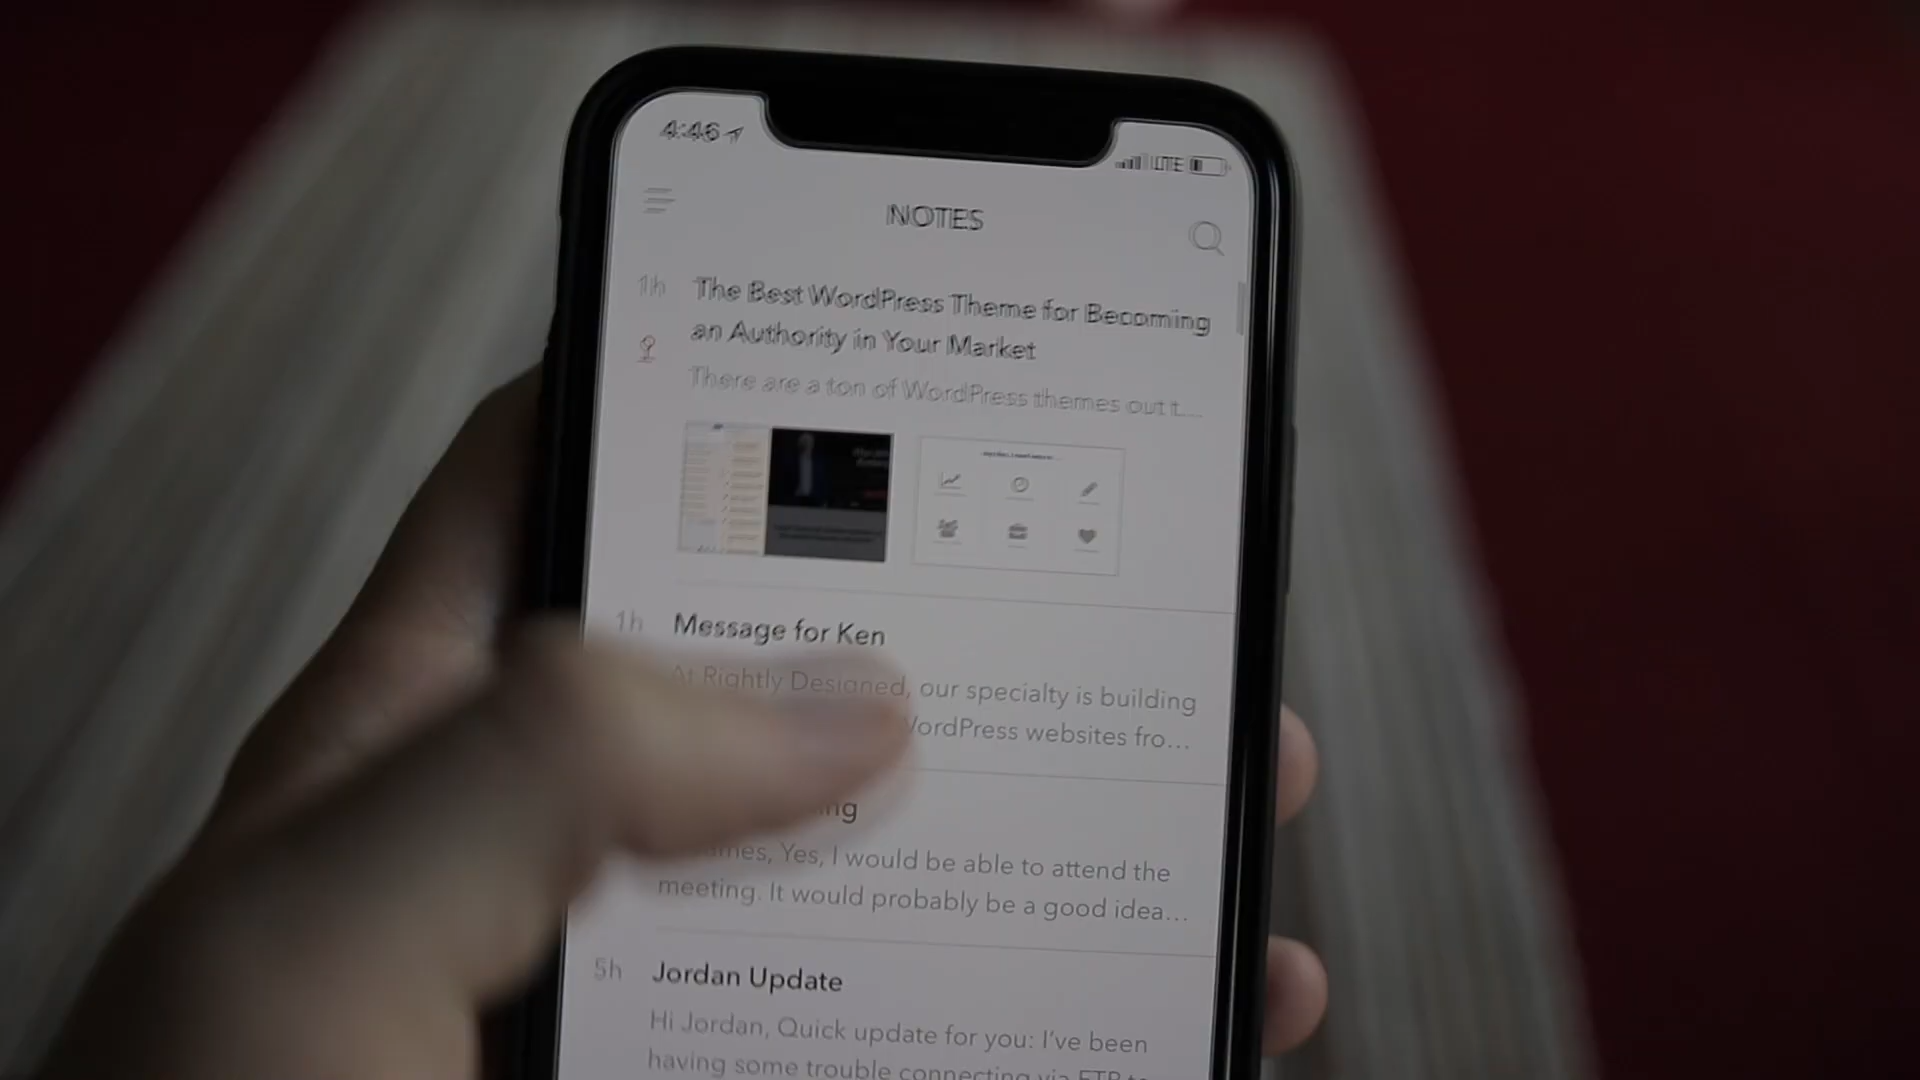 4:46
LTE
NOTES
1h
The Best WordPress Theme for Becoming
an Authority in Your Market
There are a ton of WordPress themes out t...
1h
Message for Ken
At Rightly Designed, our specialty is building
WordPress websites fro...
Yes, I would be able to attend the
meeting. It would probably be a good idea...
5h
Jordan Update
Hi Jordan, Quick update for you: I've been
having some trouble connecting via FTP to